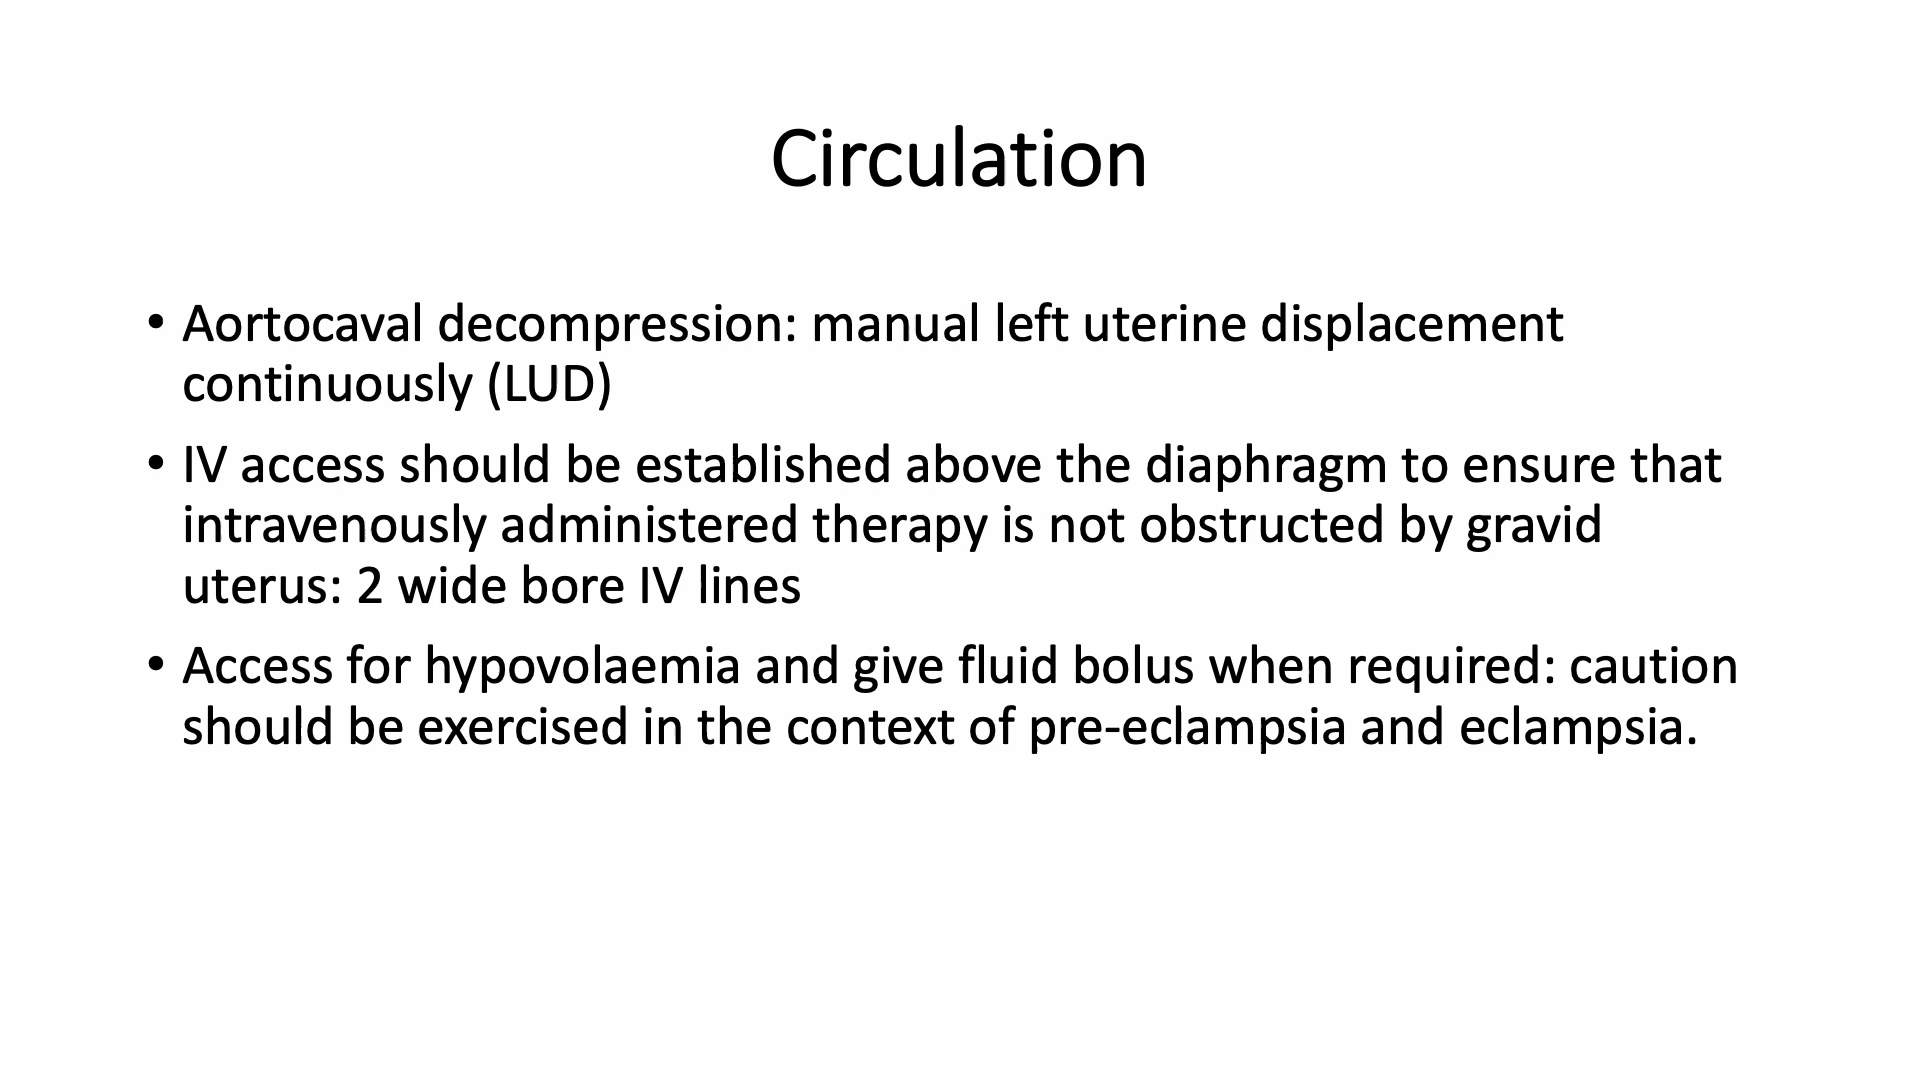 Circulation
• Aortocaval decompression: manual left uterine displacement
continuously (LUD)
• IV access should be established above the diaphragm to ensure that
intravenously administered therapy is not obstructed by gravid
uterus: 2 wide bore IV lines
• Access for hypovolaemia and give fluid bolus when required: caution
should be exercised in the context of pre-eclampsia and eclampsia.